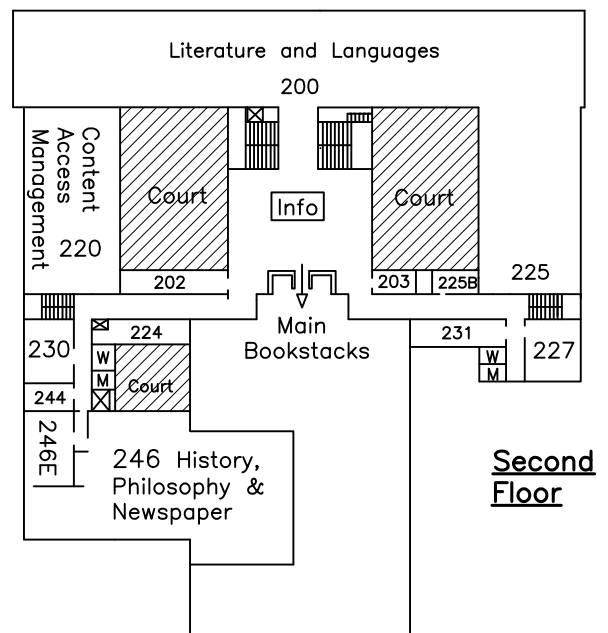 Literature and Languages
200
Content
Access
Management
220
Court
Info
Court
202
203
225B
225
Main
Bookstacks
230
224
W
M
Court
244
246E
231
W
M
227
246 History,
Philosophy &
Newspaper
Second
Floor